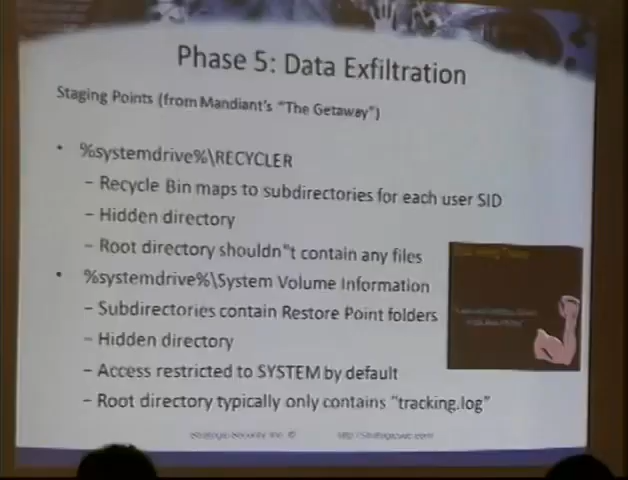 Phase 5: Data Exfiltration
Staging Points (from Mandiant's "The Getaway")
• %systemdrive%\RECYCLER
– Recycle Bin maps to subdirectories for each user SID
– Hidden directory
– Root directory shouldn"t contain any files
• %systemdrive%\System Volume Information
– Subdirectories contain Restore Point folders
– Hidden directory
– Access restricted to SYSTEM by default
– Root directory typically only contains "tracking.log"